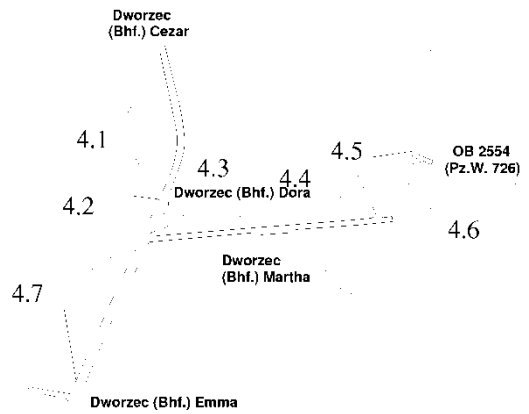 Dworzec
(Bhf.) Cezar
4.1
4.5
OB 2554
(Pz.W. 726)
4.3
4.4
Dworzec (Bhf.) Dora
4.2
4.6
Dworzec
(Bhf.) Martha
4.7
Dworzec (Bhf.) Emma